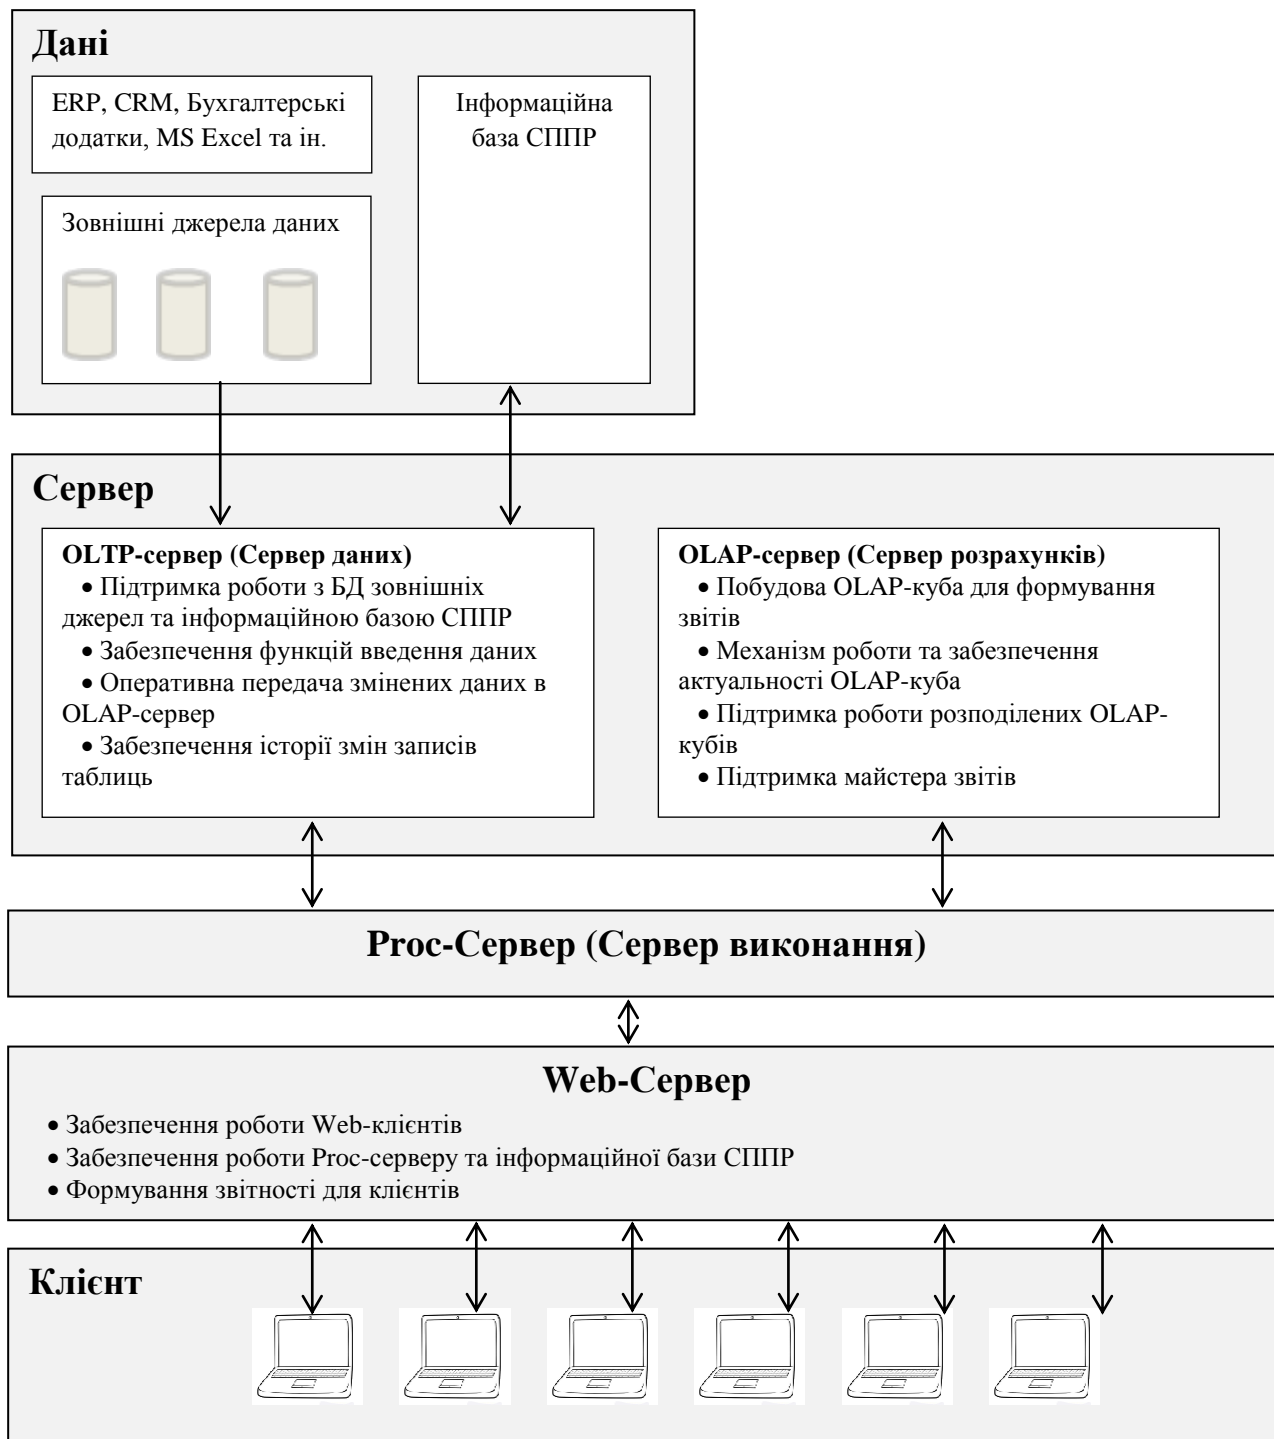 Дані
ERP, CRM, Бухгалтерські
додатки, MS Excel та ін.
Інформаційна
база СППР
Зовнішні джерела даних
Сервер
OLTP-сервер (Сервер даних)
• Підтримка роботи з БД зовнішніх
джерел та інформаційною базою СППР
• Забезпечення функцій введення даних
• Оперативна передача змінених даних в
OLAP-сервер
• Забезпечення історії змін записів
таблиць
OLAP-сервер (Сервер розрахунків)
• Побудова OLAP-куба для формування
звітів
• Механізм роботи та забезпечення
актуальності OLAP-куба
• Підтримка роботи розподілених OLAP-
кубів
• Підтримка майстера звітів
Proc-Сервер (Сервер виконання)
Web-Сервер
• Забезпечення роботи Web-клієнтів
• Забезпечення роботи Proc-серверу та інформаційної бази СППР
• Формування звітності для клієнтів
Клієнт